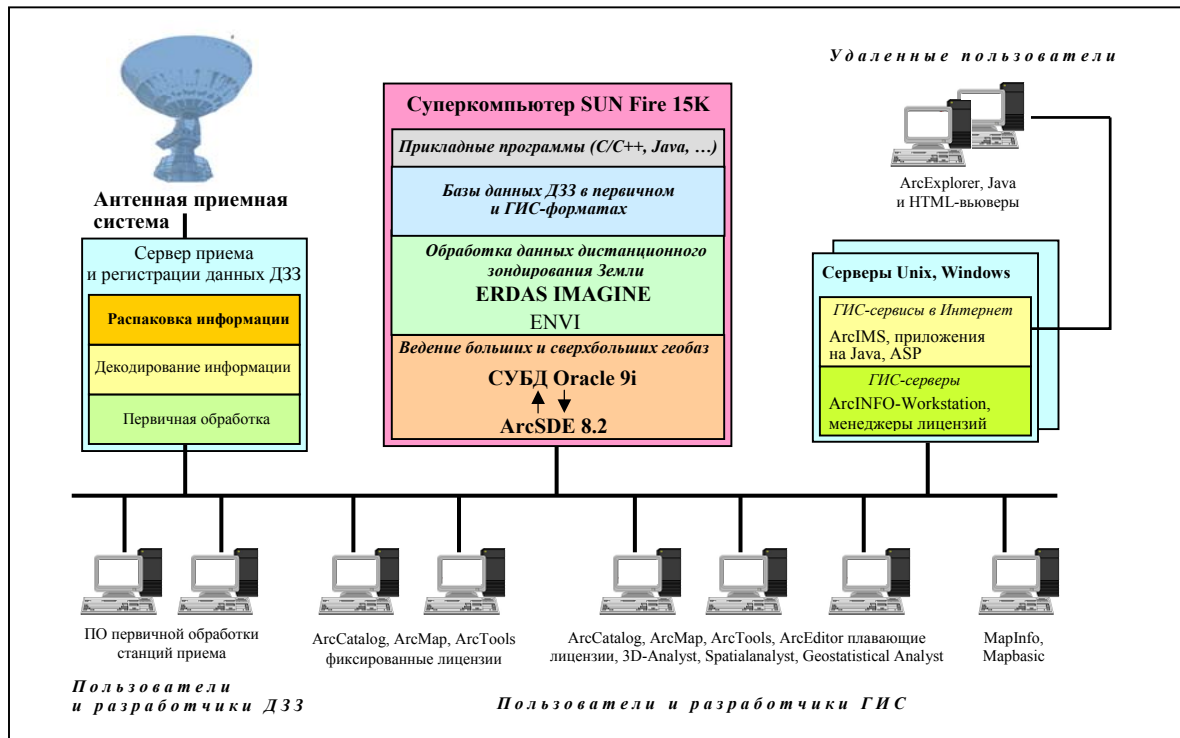 Удаленные пользователи
Суперкомпьютер SUN Fire 15K
Прикладные программы (C/C++, Java, …)
Базы данных ДЗЗ в первичном
и ГИС-форматах
Обработка данных дистанционного
зондирования Земли
ERDAS IMAGINE
ENVI
Ведение больших и сверхбольших геобаз
СУБД Oracle 9i
ArcSDE 8.2
Антенная приемная
система
Сервер приема
и регистрации данных ДЗЗ
Распаковка информации
Декодирование информации
Первичная обработка
ArcExplorer, Java
и HTML-вьюверы
Серверы Unix, Windows
ГИС-сервисы в Интернет
ArcIMS, приложения
на Java, ASP
ГИС-серверы
ArcINFO-Workstation,
менеджеры лицензий
ПО первичной обработки
станций приема
ArcCatalog, ArcMap, ArcTools
фиксированные лицензии
ArcCatalog, ArcMap, ArcTools, ArcEditor плавающие
лицензии, 3D-Analyst, Spatialanalyst, Geostatistical Analyst
MapInfo,
Mapbasic
Пользователи
и разработчики ДЗЗ
Пользователи и разработчики ГИС